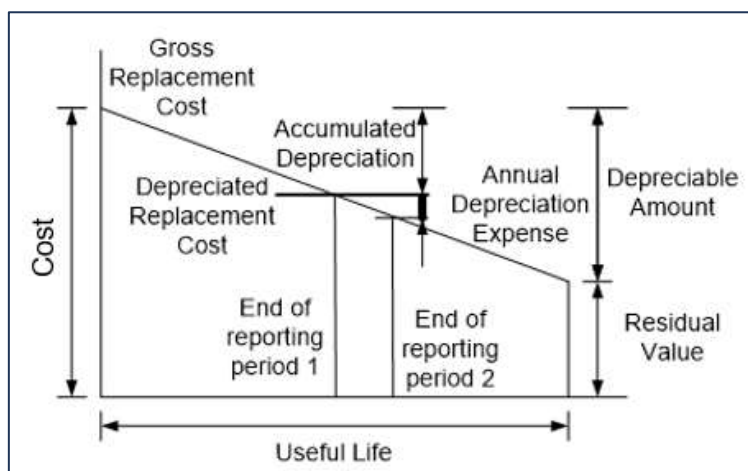 Gross
Replacement
Cost
Accumulated
Depreciation
Depreciated
Replacement
Cost
Annual
Depreciation
Expense
Depreciable
Amount
Cost
End of
reporting
period 1
End of
reporting
period 2
Residual
Value
Useful Life